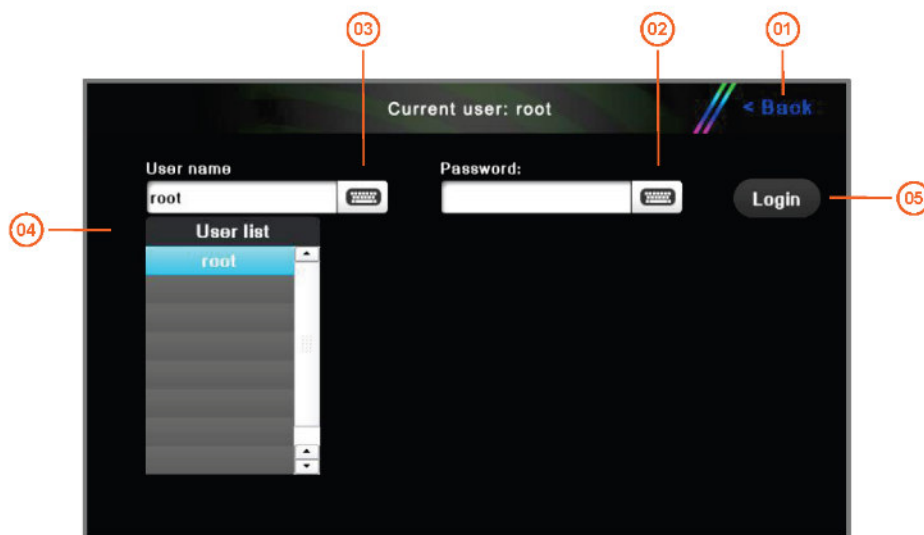 03
02
01
Current user: root
< Back
User name
Password:
root
Login
05
04
User list
root